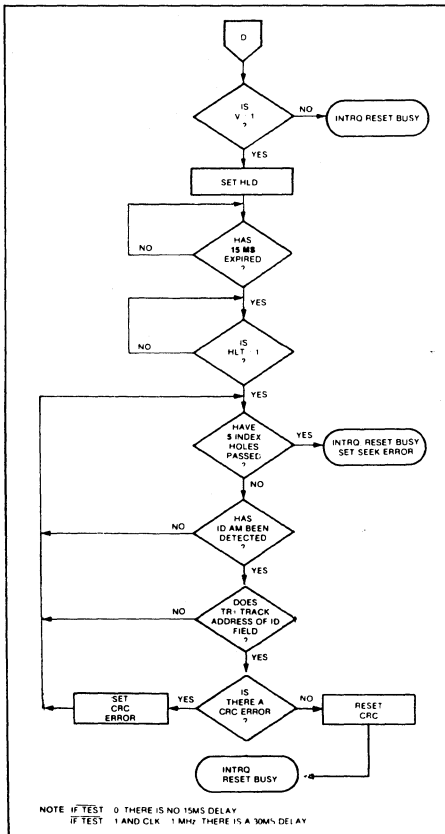 D
IS
V 1
?
NO
INTRQ RESET BUSY
YES
SET HLD
HAS
15 MS
EXPIRED
?
NO
YES
IS
HLT 1
?
NO
YES
HAVE
5 INDEX
HOLES
PASSED
?
YES
INTRQ RESET BUSY
SET SEEK ERROR
NO
HAS
ID AM BEEN
DETECTED
?
NO
YES
DOES
TR TRACK
ADDRESS OF ID
FIELD
?
NO
YES
IS
THERE A
CRC ERROR
?
YES
SET
CRC
ERROR
NO
RESET
CRC
INTRQ
RESET BUSY
NOTE IF TEST 0 THERE IS NO 15MS DELAY
IF TEST 1 AND CLK 1 MHz THERE IS A 30MS DELAY